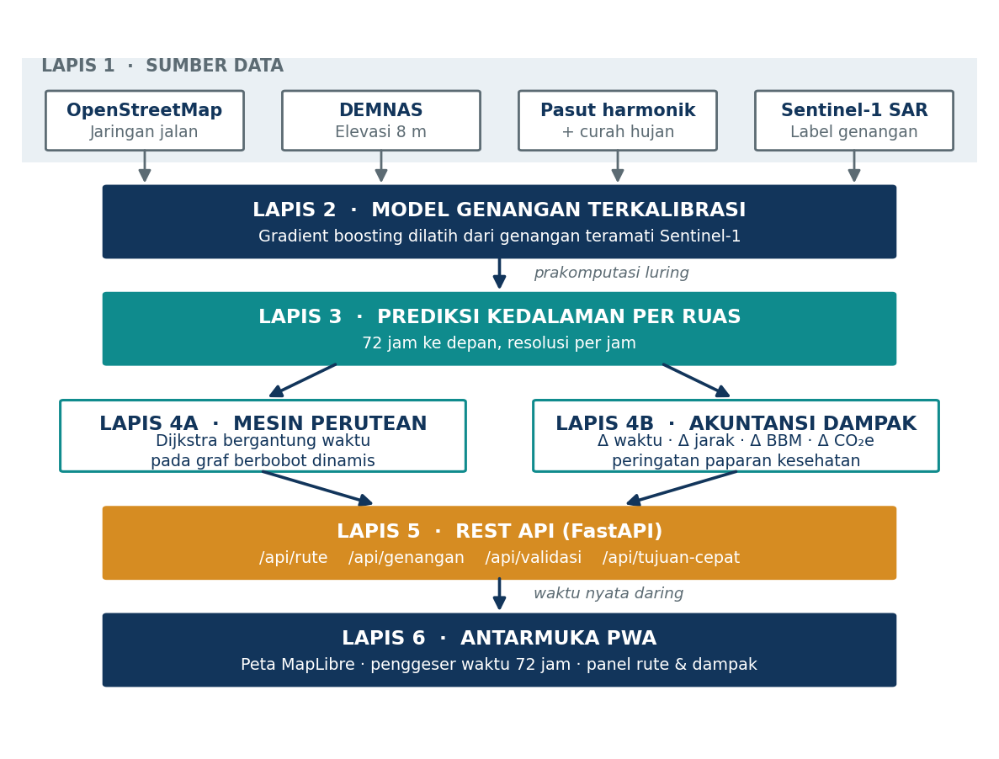 LAPIS 1 · SUMBER DATA
OpenStreetMap
Jaringan jalan
DEMNAS
Elevasi 8 m
Pasut harmonik
+ curah hujan
Sentinel-1 SAR
Label genangan
LAPIS 2 · MODEL GENANGAN TERKALIBRASI
Gradient boosting dilatih dari genangan teramati Sentinel-1
prakomputasi luring
LAPIS 3 · PREDIKSI KEDALAMAN PER RUAS
72 jam ke depan, resolusi per jam
LAPIS 4A · MESIN PERUTEAN
Dijkstra bergantung waktu
pada graf berbobot dinamis
LAPIS 4B · AKUNTANSI DAMPAK
Δ waktu · Δ jarak · Δ BBM · Δ CO₂e
peringatan paparan kesehatan
LAPIS 5 · REST API (FastAPI)
/api/rute /api/genangan /api/validasi /api/tujuan-cepat
waktu nyata daring
LAPIS 6 · ANTARMUKA PWA
Peta MapLibre · penggeser waktu 72 jam · panel rute & dampak